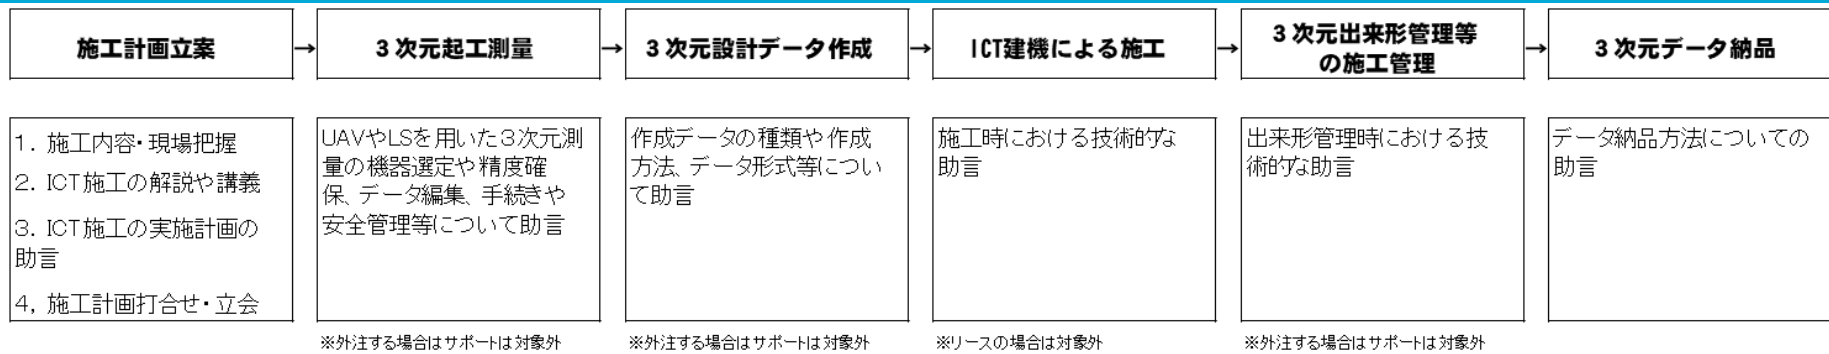 施工計画立案
→
3次元起工測量
→
3次元設計データ作成
→
ICT建機による施工
→
3次元出来形管理等
の施工管理
→
3次元データ納品
1. 施工内容・現場把握
2. ICT施工の解説や講義
3. ICT施工の実施計画の
助言
4, 施工計画打合せ・立会
UAVやLSを用いた3次元測
量の機器選定や精度確
保、データ編集、手続きや
安全管理等について助言
作成データの種類や作成
方法、データ形式等につい
て助言
施工時における技術的な
助言
出来形管理時における技
術的な助言
データ納品方法についての
助言
※外注する場合はサポートは対象外
※外注する場合はサポートは対象外
※リースの場合は対象外
※外注する場合はサポートは対象外